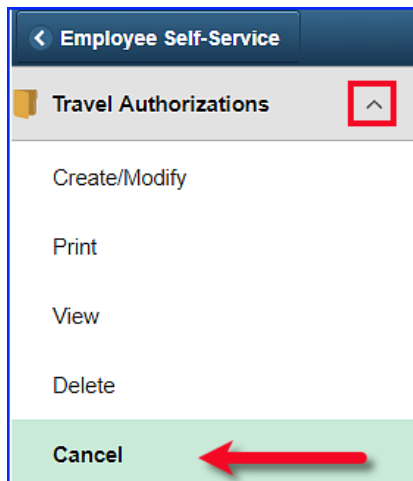 Employee Self-Service
Travel Authorizations
Create/Modify
Print
View
Delete
Cancel